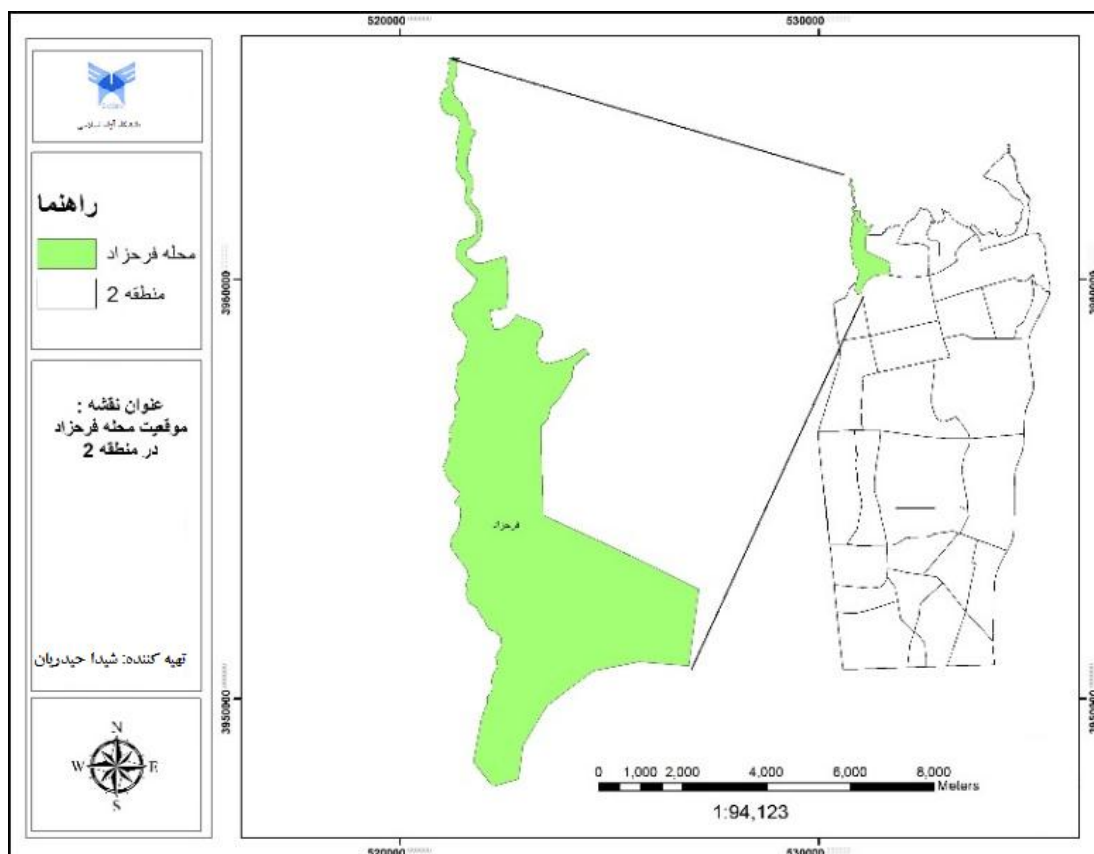 520000
530000
راهنما
محله فرحزاد
منطقه 2
3960000
3960000
عنوان نقشه :
موقعیت محله فرحزاد
در منطقه 2
فرحزاد
تهیه کننده: شیدا حیدریان
3950000
3950000
N
W E
S
0 1,000 2,000 4,000 6,000 8,000
Meters
1:94,123
520000
530000